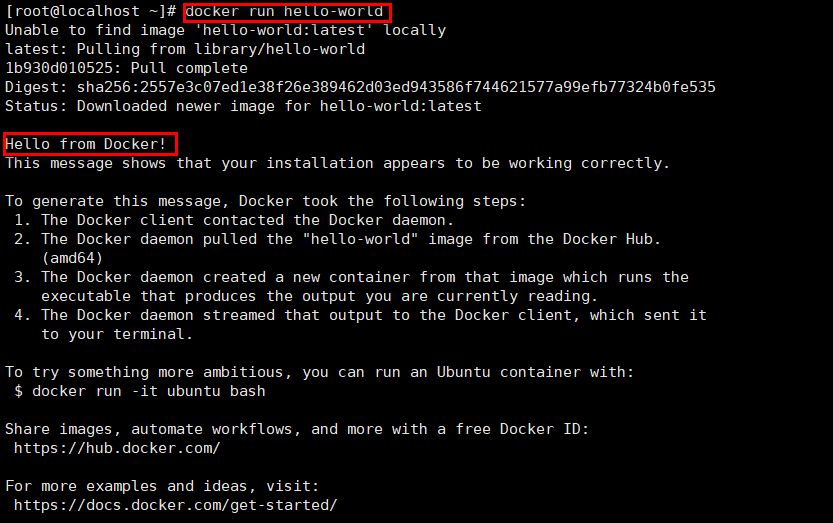 [root@localhost ~]# docker run hello-world
Unable to find image 'hello-world:latest' locally
latest: Pulling from library/hello-world
1b930d010525: Pull complete
Digest: sha256:2557e3c07ed1e38f26e389462d03ed943586f744621577a99efb77324b0fe535
Status: Downloaded newer image for hello-world:latest

Hello from Docker!
This message shows that your installation appears to be working correctly.

To generate this message, Docker took the following steps:
 1. The Docker client contacted the Docker daemon.
 2. The Docker daemon pulled the "hello-world" image from the Docker Hub.
    (amd64)
 3. The Docker daemon created a new container from that image which runs the
    executable that produces the output you are currently reading.
 4. The Docker daemon streamed that output to the Docker client, which sent it
    to your terminal.

To try something more ambitious, you can run an Ubuntu container with:
 $ docker run -it ubuntu bash

Share images, automate workflows, and more with a free Docker ID:
 https://hub.docker.com/

For more examples and ideas, visit:
 https://docs.docker.com/get-started/